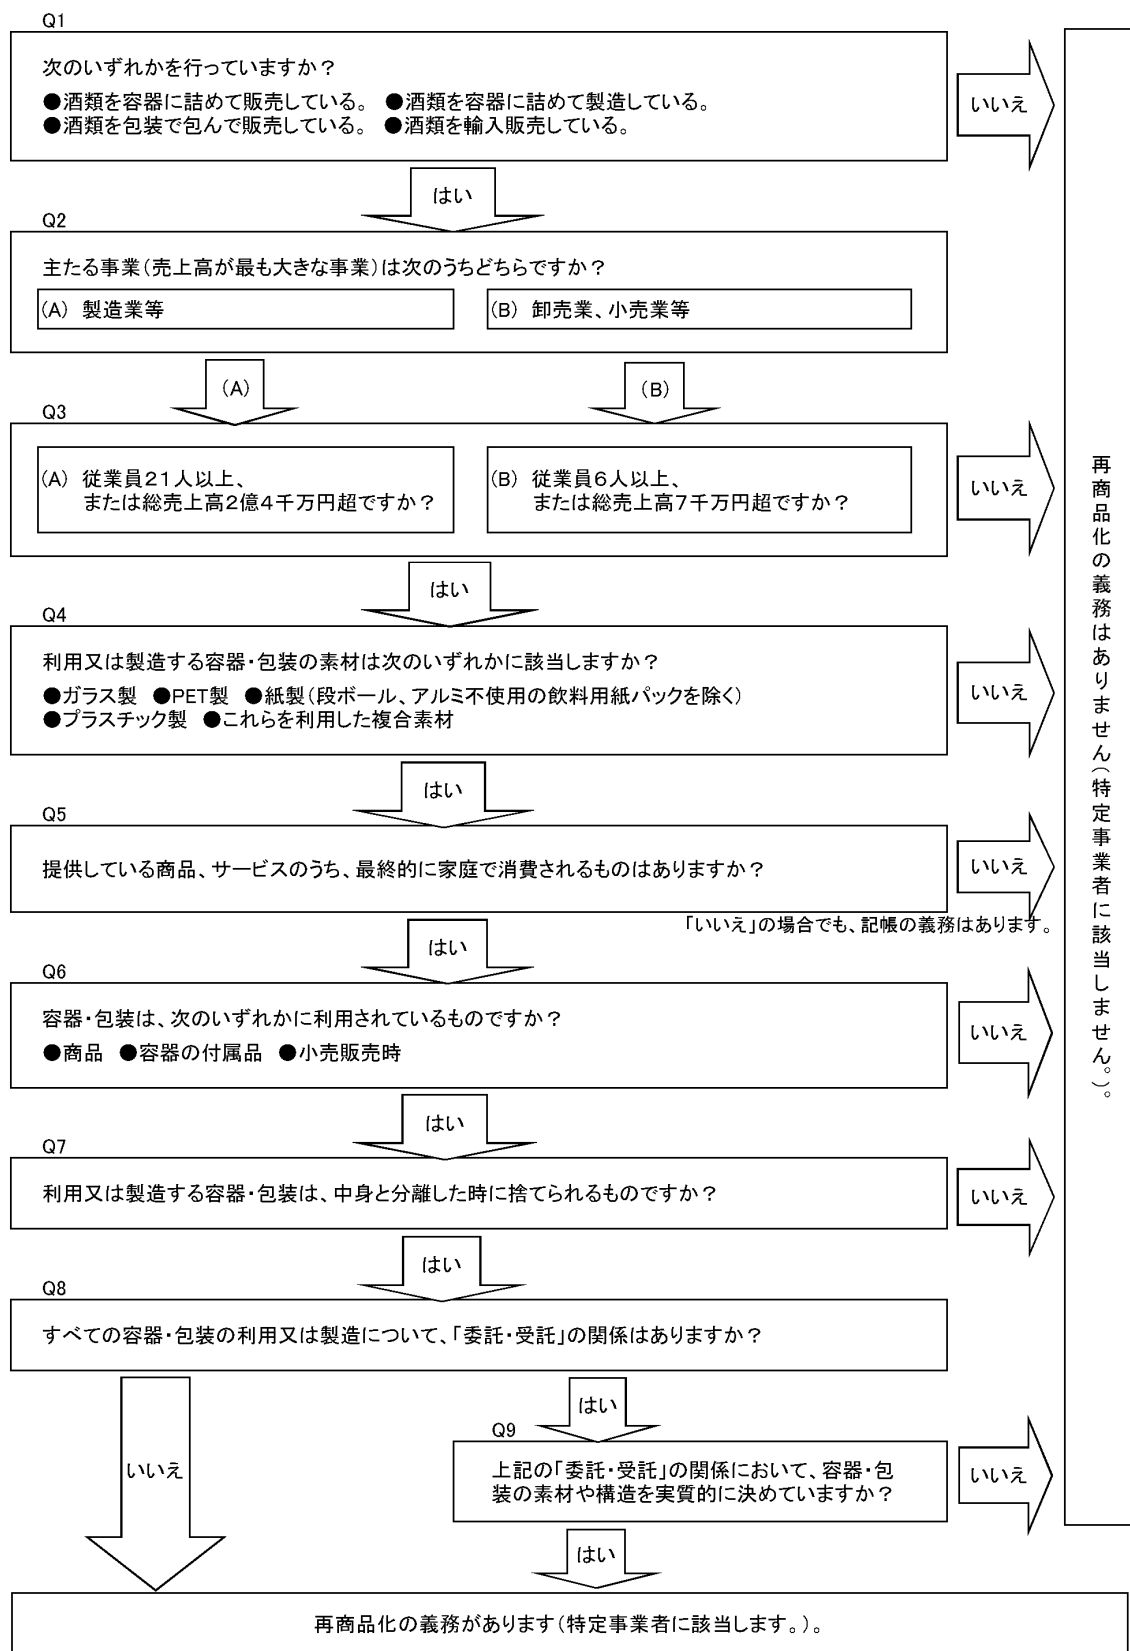 Q1
次のいずれかを行っていますか？
●酒類を容器に詰めて販売している。 ●酒類を容器に詰めて製造している。
●酒類を包装で包んで販売している。 ●酒類を輸入販売している。
いいえ
はい
Q2
主たる事業（売上高が最も大きな事業）は次のうちどちらですか？
(A) 製造業等
(B) 卸売業、小売業等
(A)
(B)
Q3
(A) 従業員２１人以上、
または総売上高２億４千万円超ですか？
(B) 従業員６人以上、
または総売上高７千万円超ですか？
いいえ
はい
Q4
利用又は製造する容器・包装の素材は次のいずれかに該当しますか？
●ガラス製 ●PET製 ●紙製（段ボール、アルミ不使用の飲料用紙パックを除く）
●プラスチック製 ●これらを利用した複合素材
いいえ
はい
Q5
提供している商品、サービスのうち、最終的に家庭で消費されるものはありますか？
いいえ
「いいえ」の場合でも、記帳の義務はあります。
はい
Q6
容器・包装は、次のいずれかに利用されているものですか？
●商品 ●容器の付属品 ●小売販売時
いいえ
はい
Q7
利用又は製造する容器・包装は、中身と分離した時に捨てられるものですか？
いいえ
はい
Q8
すべての容器・包装の利用又は製造について、「委託・受託」の関係はありますか？
いいえ
はい
Q9
上記の「委託・受託」の関係において、容器・包
装の素材や構造を実質的に決めていますか？
いいえ
はい
再商品化の義務はありません（特定事業者に該当しません。）。
再商品化の義務があります（特定事業者に該当します。）。